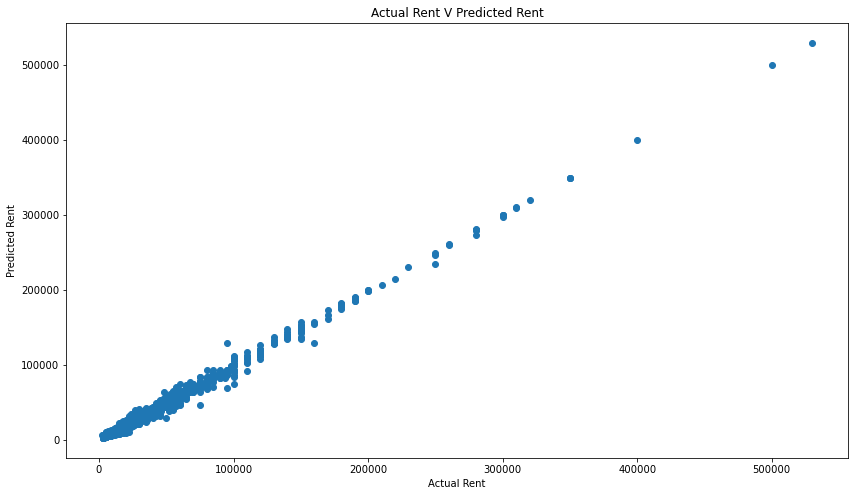 Actual Rent V Predicted Rent
500000
400000
300000
200000
100000
0
Predicted Rent
0 100000 200000 300000 400000 500000
Actual Rent